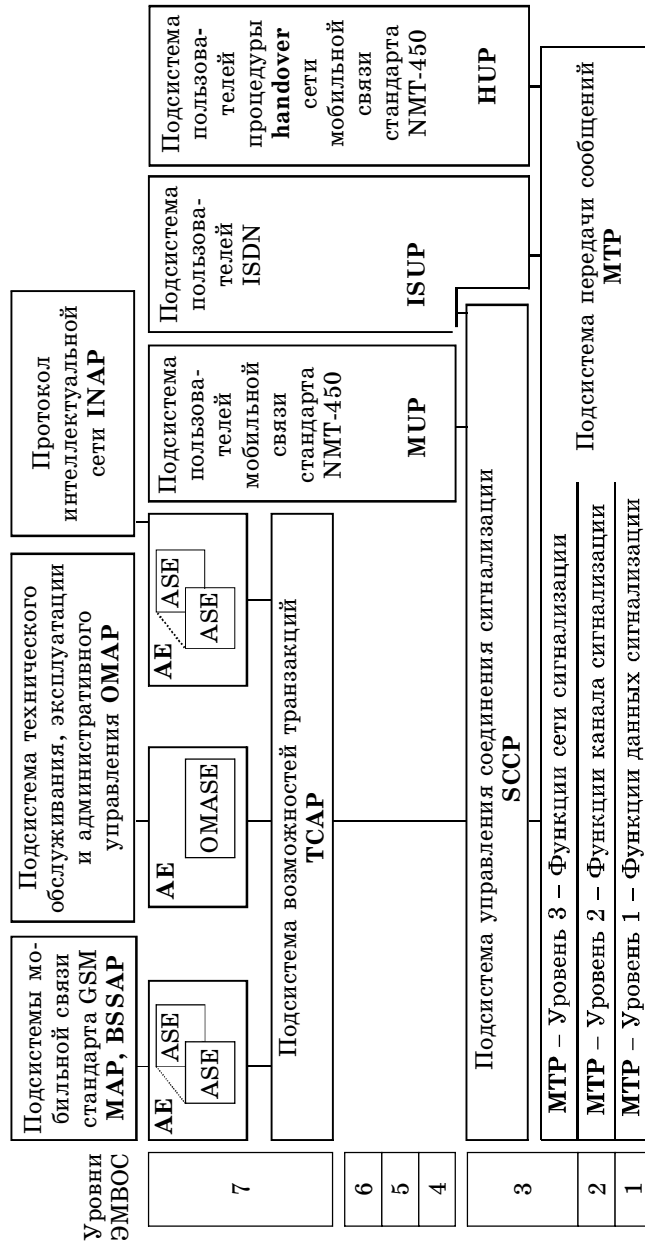 Уровни
ЭМВОС
7
6
5
4
3
2
1
Подсистемы мо-
бильной связи
стандарта GSM
MAP, BSSAP
Подсистема технического
обслуживания, эксплуатации
и административного
управления OMAP
Протокол
интеллектуальной
сети INAP
AE
ASE
ASE
AE
OMASE
AE
ASE
ASE
Подсистема возможностей транзакций
TCAP
Подсистема
пользова-
телей
мобильной
связи
стандарта
NMT-450
MUP
Подсистема
пользова-
телей
ISDN
ISUP
Подсистема
пользова-
телей
процедуры
handover
сети
мобильной
связи
стандарта
NMT-450
HUP
Подсистема управления соединения сигнализации
SCCP
MTP – Уровень 3 – Функции сети сигнализации
MTP – Уровень 2 – Функции канала сигнализации
MTP – Уровень 1 – Функции данных сигнализации
Подсистема передачи сообщений
MTP